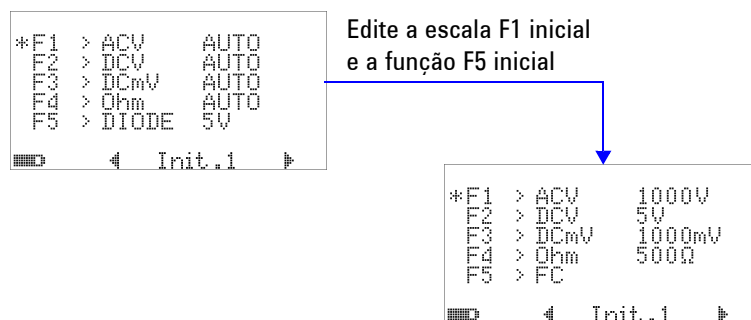 Edite a escala F1 inicial
e a função F5 inicial
*F1 > ACV AUTO
F2 > DCV AUTO
F3 > DCmV AUTO
F4 > Ohm AUTO
F5 > DIODE 5V
Init.1
*F1 > ACV 1000V
F2 > DCV 5V
F3 > DCmV 1000mV
F4 > Ohm 500Ω
F5 > FC
Init.1